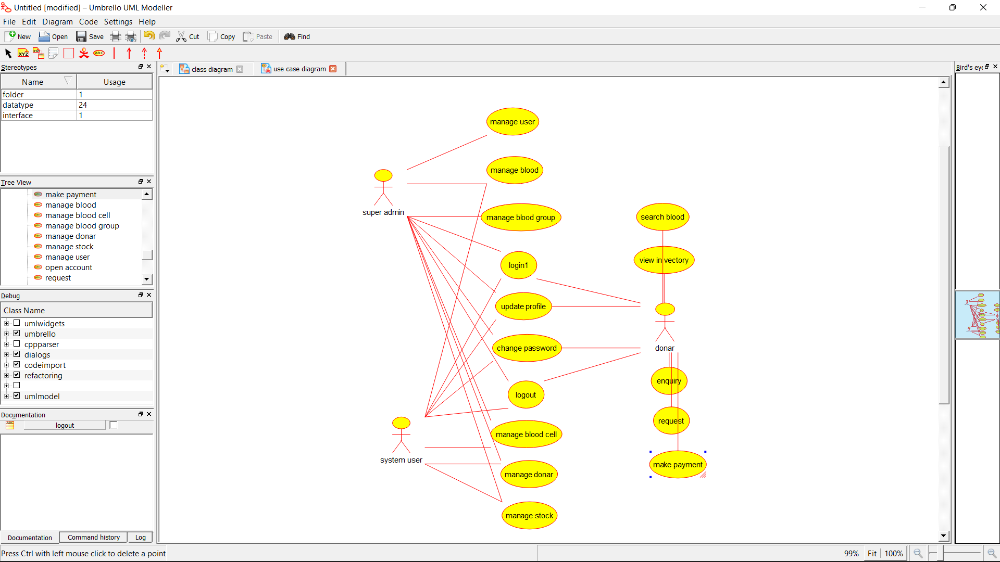 Untitled [modified] – Umbrello UML Modeller
File Edit Diagram Code Settings Help
New Open Save Cut Copy Paste Find
XYZ XYZ ABC
Stereotypes
Name Usage
folder 1
datatype 24
interface 1
Tree View
make payment
manage blood
manage blood cell
manage blood group
manage donar
manage stock
manage user
open account
request
Debug
Class Name
umlwidgets
umbrello
cppparser
dialogs
codeimport
refactoring
umlmodel
Documentation
logout
Documentation Command history Log
class diagram use case diagram
manage user
manage blood
super admin
manage blood group
search blood
view in vectory
login1
update profile
change password
donar
logout
enquiry
request
manage blood cell
system user
make payment
manage donar
manage stock
Bird's eye
Press Ctrl with left mouse click to delete a point
99% Fit 100%